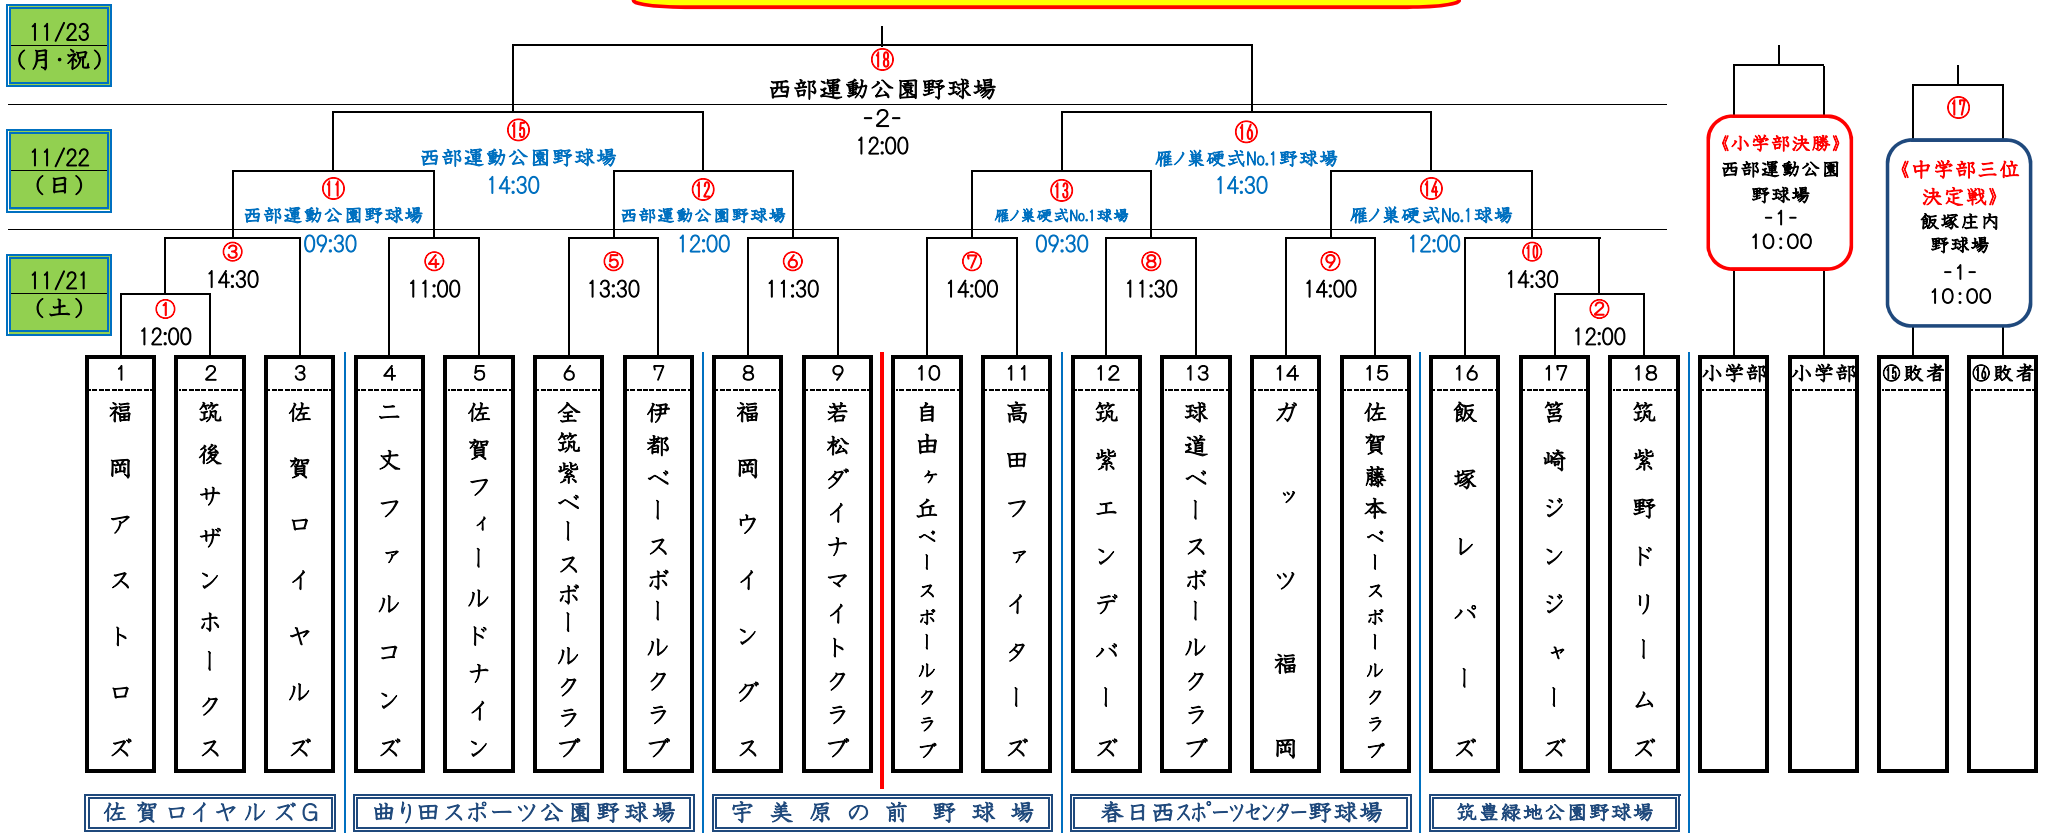 11/23
(月・祝)
⑱
西部運動公園野球場
-2-
12:00
11/22
(日)
⑮
西部運動公園野球場
14:30
⑯
雁ノ巣硬式No.1野球場
14:30
⑪
西部運動公園野球場
09:30
⑫
西部運動公園野球場
12:00
⑬
雁ノ巣硬式No.1球場
09:30
⑭
雁ノ巣硬式No.1球場
12:00
11/21
(土)
③
14:30
④
11:00
⑤
13:30
⑥
11:30
⑦
14:00
⑧
11:30
⑨
14:00
⑩
14:30
①
12:00
②
12:00
《小学部決勝》
西部運動公園
野球場
-1-
10:00
⑰
《中学部三位
決定戦》
飯塚庄内
野球場
-1-
10:00
1
福岡アストロズ
2
筑後サザンホークス
3
佐賀ロイヤルズ
4
二丈ファルコンズ
5
佐賀フィールドナイン
6
全筑紫ベースボールクラブ
7
伊都ベースボールクラブ
8
福岡ウイングス
9
若松ダイナマイトクラブ
10
自由ヶ丘ベースボールクラブ
11
高田ファイターズ
12
筑紫エンデバーズ
13
球道ベースボールクラブ
14
ガッツ福岡
15
佐賀藤本ベースボールクラブ
16
飯塚レパーズ
17
筥崎ジンジャーズ
18
筑紫野ドリームズ
小学部
小学部
⑮敗者
⑯敗者
佐賀ロイヤルズG
曲り田スポーツ公園野球場
宇美原の前 野球場
春日西スポーツセンター野球場
筑豊緑地公園野球場